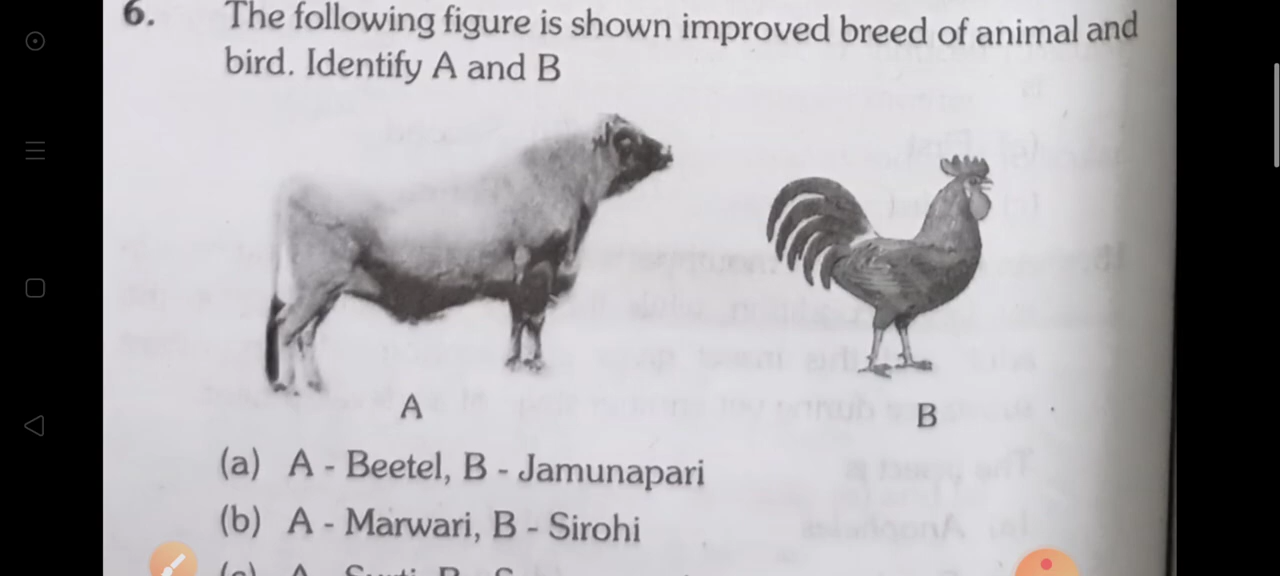 6. The following figure is shown improved breed of animal and
bird. Identify A and B
A
B
(a) A - Beetel, B - Jamunapari
(b) A - Marwari, B - Sirohi